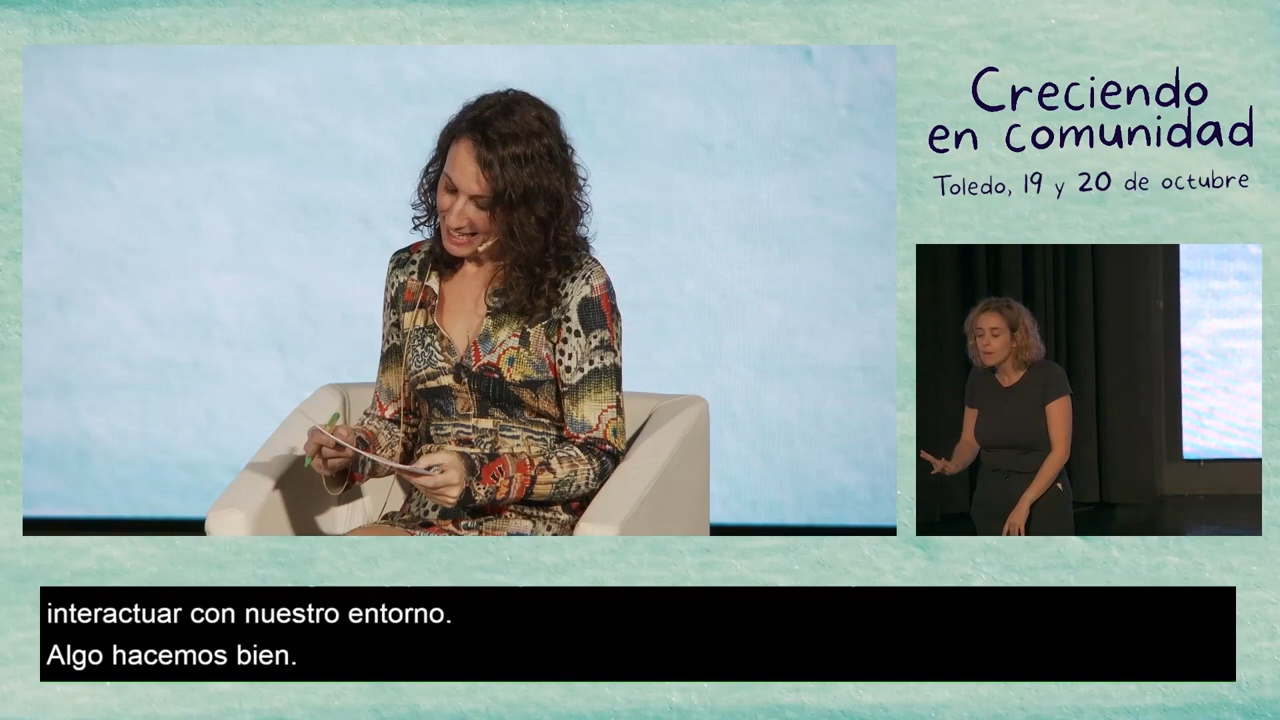 Creciendo
en comunidad
Toledo, 19 y 20 de octubre
interactuar con nuestro entorno.
Algo hacemos bien.